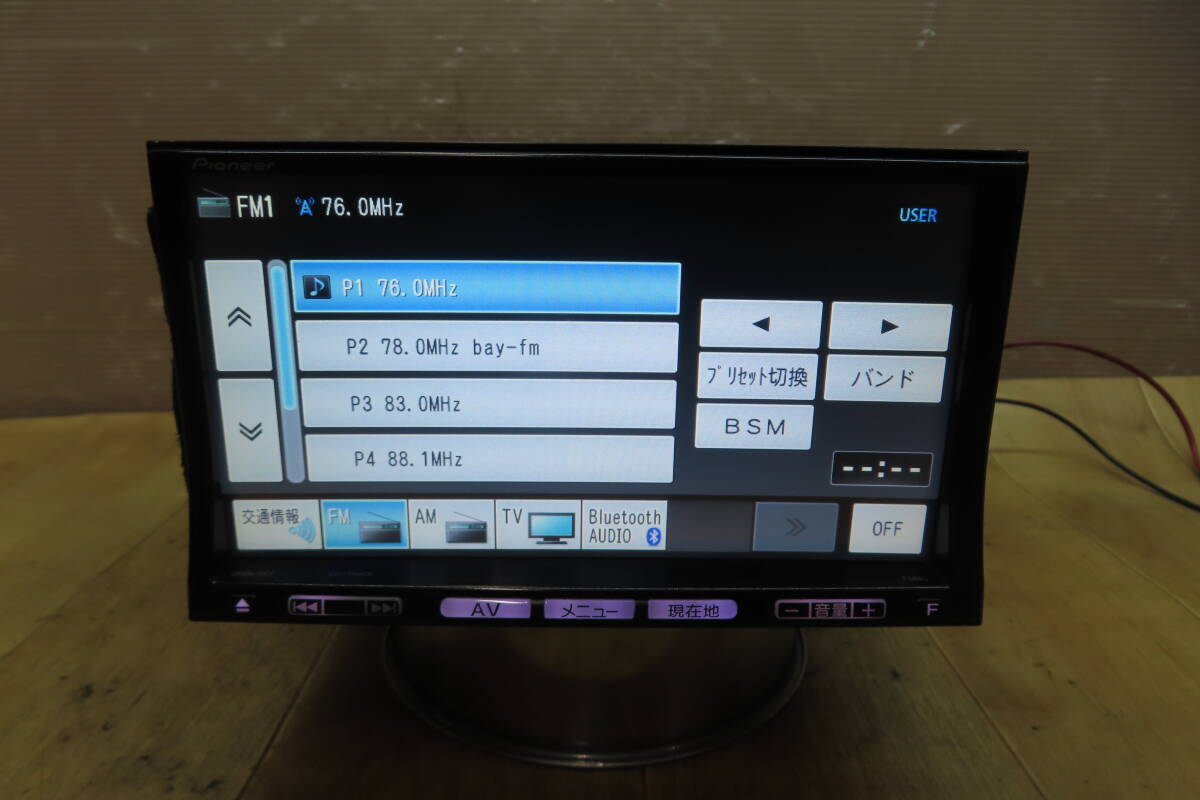 Pioneer
FM1 76.0MHz
USER
P1 76.0MHz
P2 78.0MHz bay-fm
P3 83.0MHz
P4 88.1MHz
◀ ▶
プリセット切換 バンド
BSM
--:--
交通情報 FM AM TV Bluetooth AUDIO
OFF
AV メニュー 現在地 − 音量 +
F